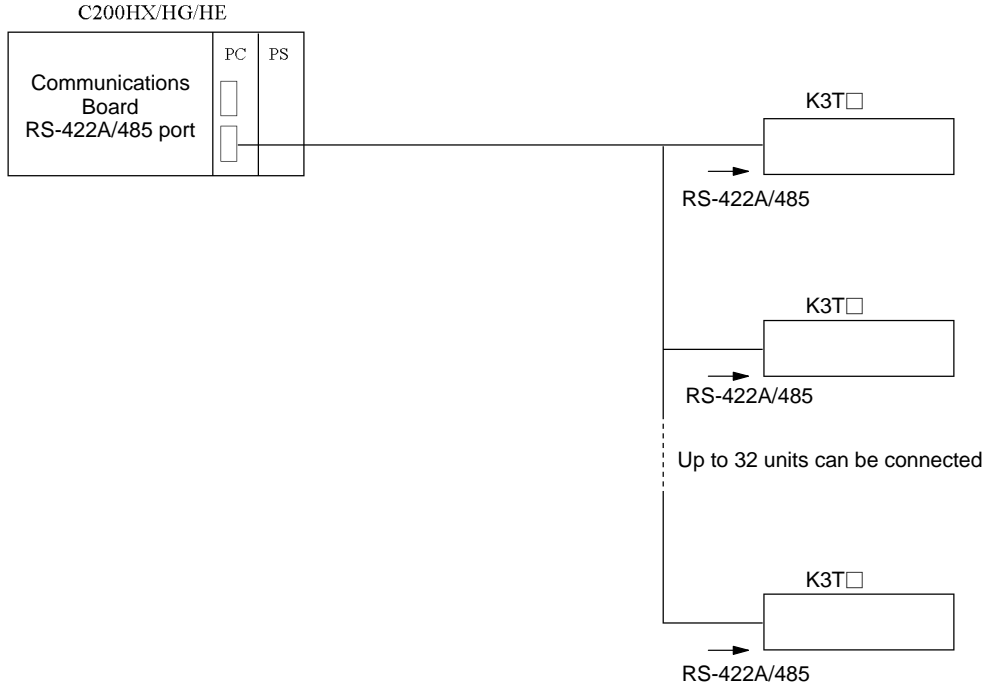 C200HX/HG/HE
PC PS
Communications
Board
RS-422A/485 port
K3T□
RS-422A/485
K3T□
RS-422A/485
Up to 32 units can be connected
K3T□
RS-422A/485